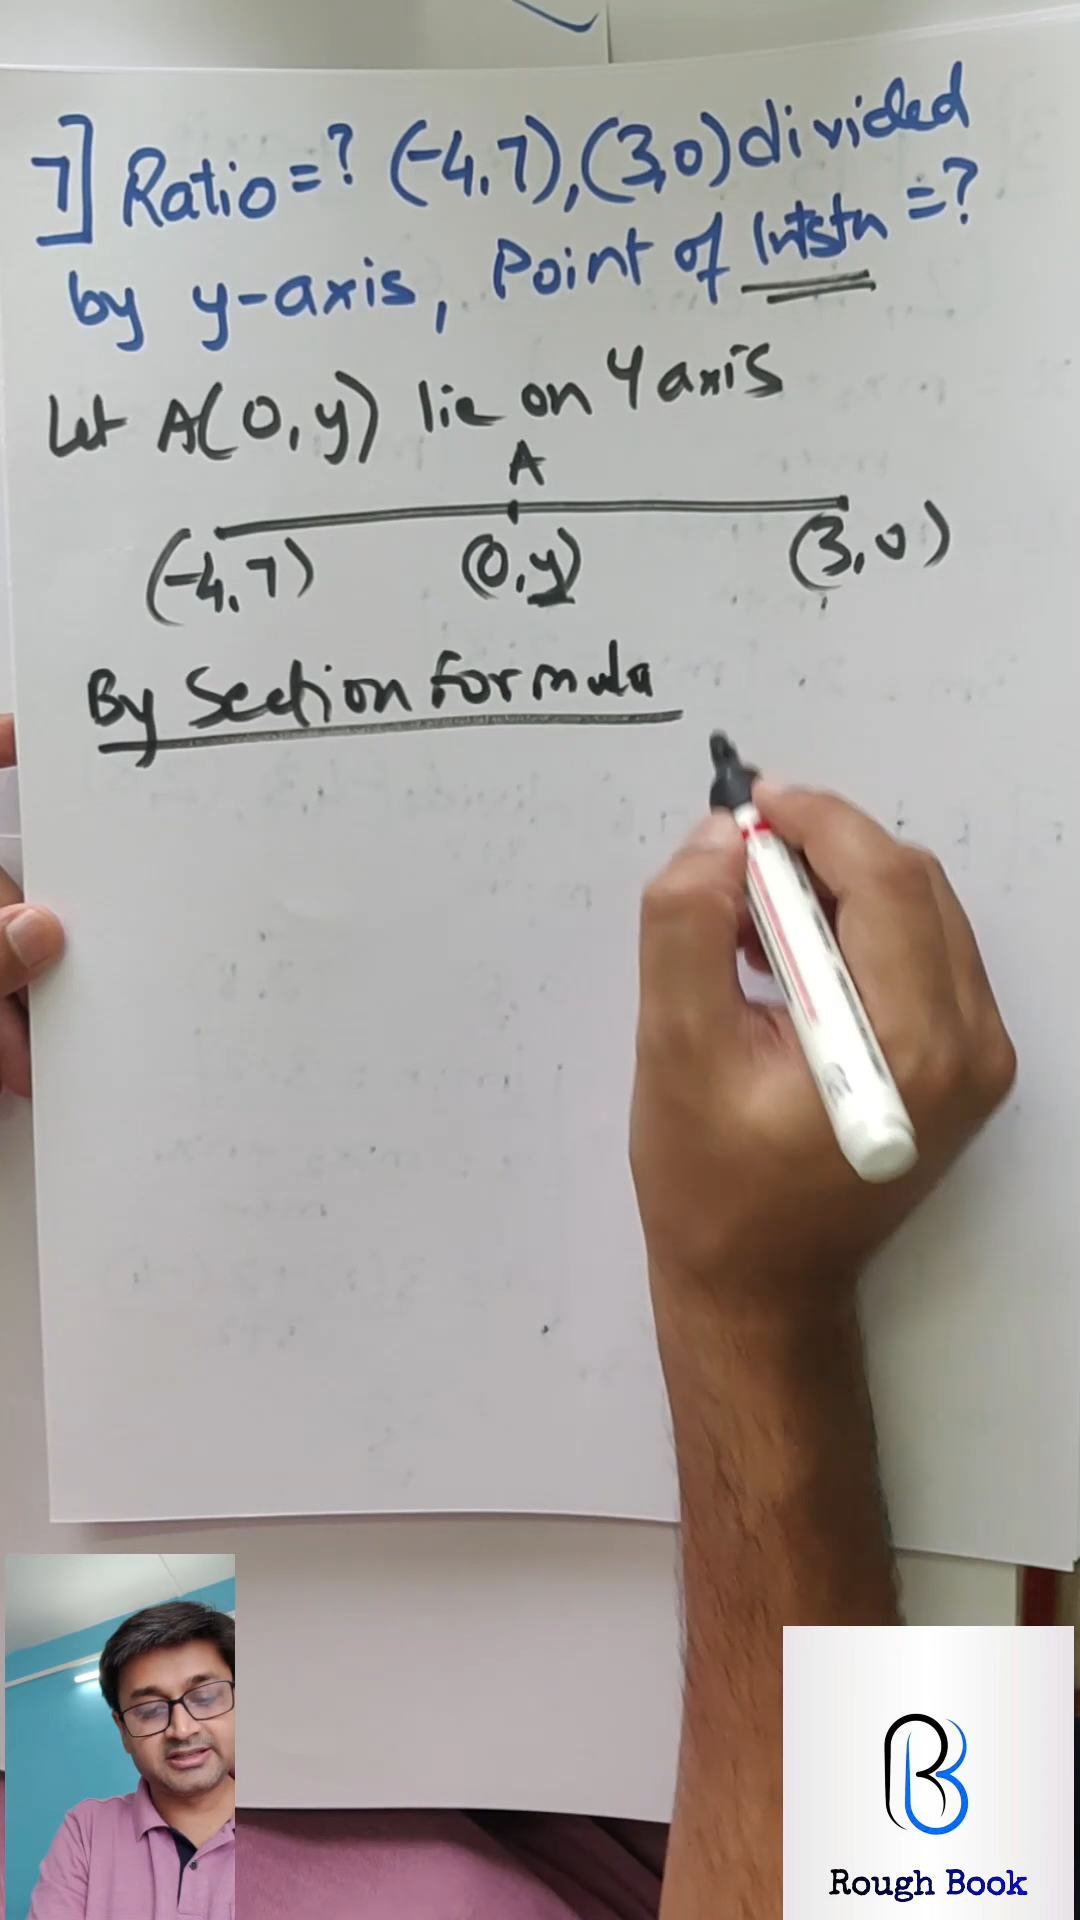 7] Ratio=? (-4,7),(3,0) divided
by y-axis, Point of Intstn =?
Let A(0,y) lie on Y axis
A
(-4,7) (0,y) (3,0)
By Section Formula
Rough Book